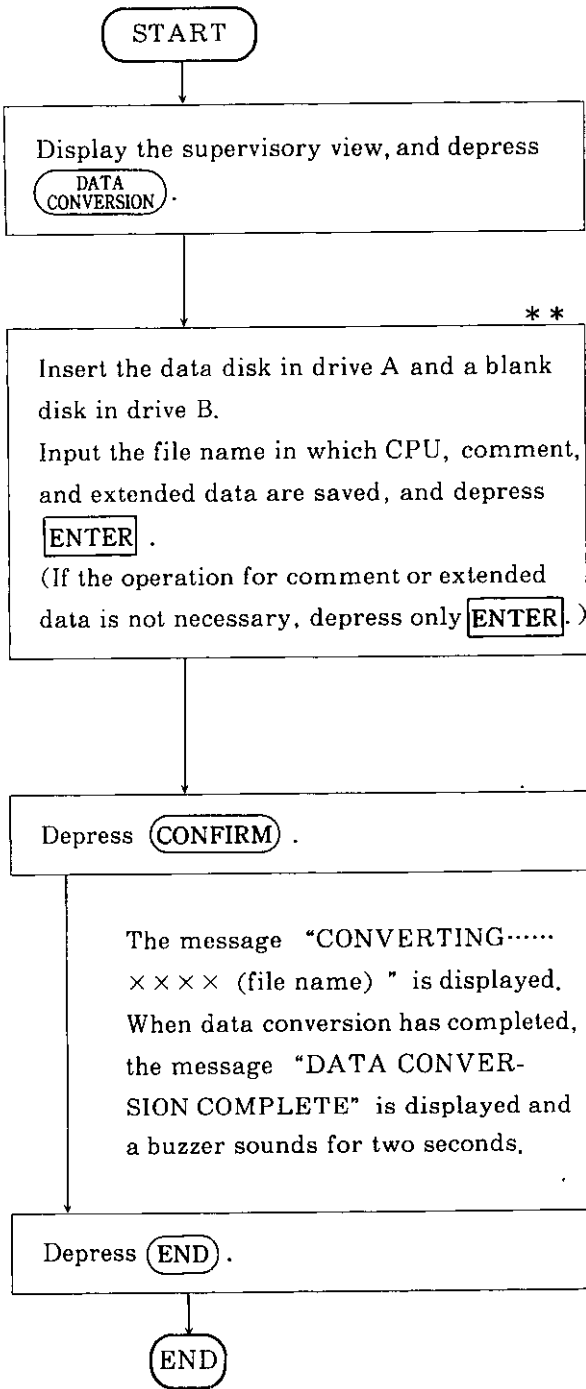 START
Display the supervisory view, and depress
DATA
CONVERSION .
* *
Insert the data disk in drive A and a blank
disk in drive B.
Input the file name in which CPU, comment,
and extended data are saved, and depress
ENTER .
(If the operation for comment or extended
data is not necessary, depress only ENTER. )
Depress CONFIRM .
The message "CONVERTING······
×××× (file name) " is displayed.
When data conversion has completed,
the message "DATA CONVER-
SION COMPLETE" is displayed and
a buzzer sounds for two seconds.
Depress END .
END